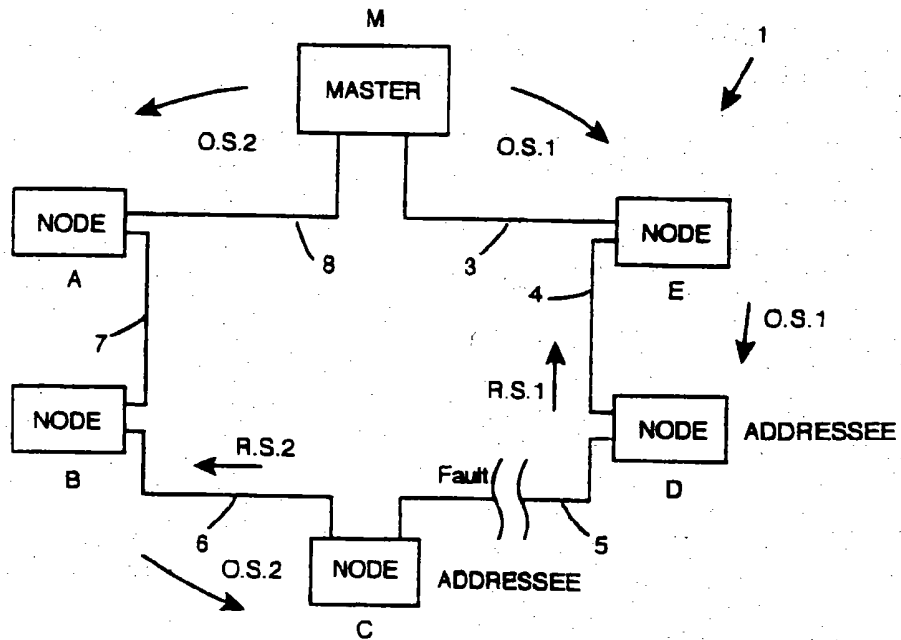 M
1
MASTER
O.S.2
O.S.1
NODE
NODE
8
3
A
E
4
O.S.1
7
R.S.1
NODE
NODE ADDRESSEE
R.S.2
B
Fault
D
6
5
O.S.2
NODE
ADDRESSEE
C